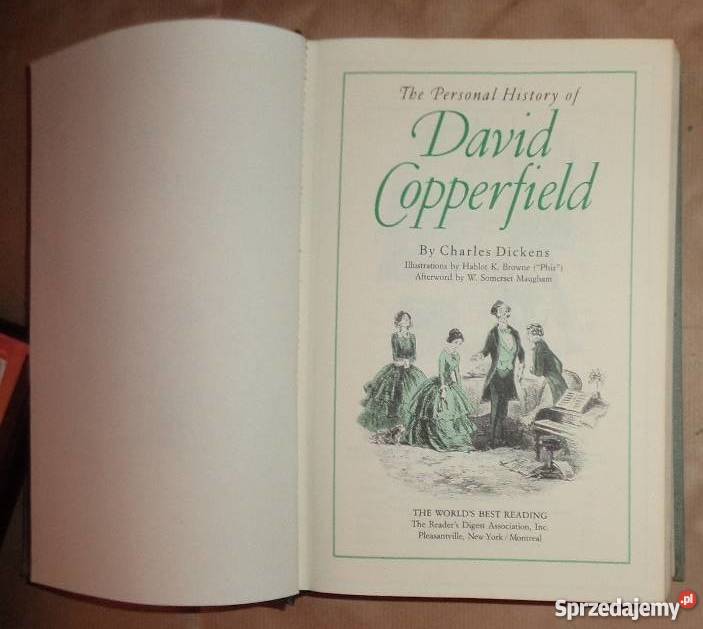 The Personal History of
David
Copperfield
By Charles Dickens
Illustrations by Hablot K. Browne ("Phiz")
Afterword by W. Somerset Maugham
THE WORLD'S BEST READING
The Reader's Digest Association, Inc.
Pleasantville, New York / Montreal
Sprzedajemy.pl